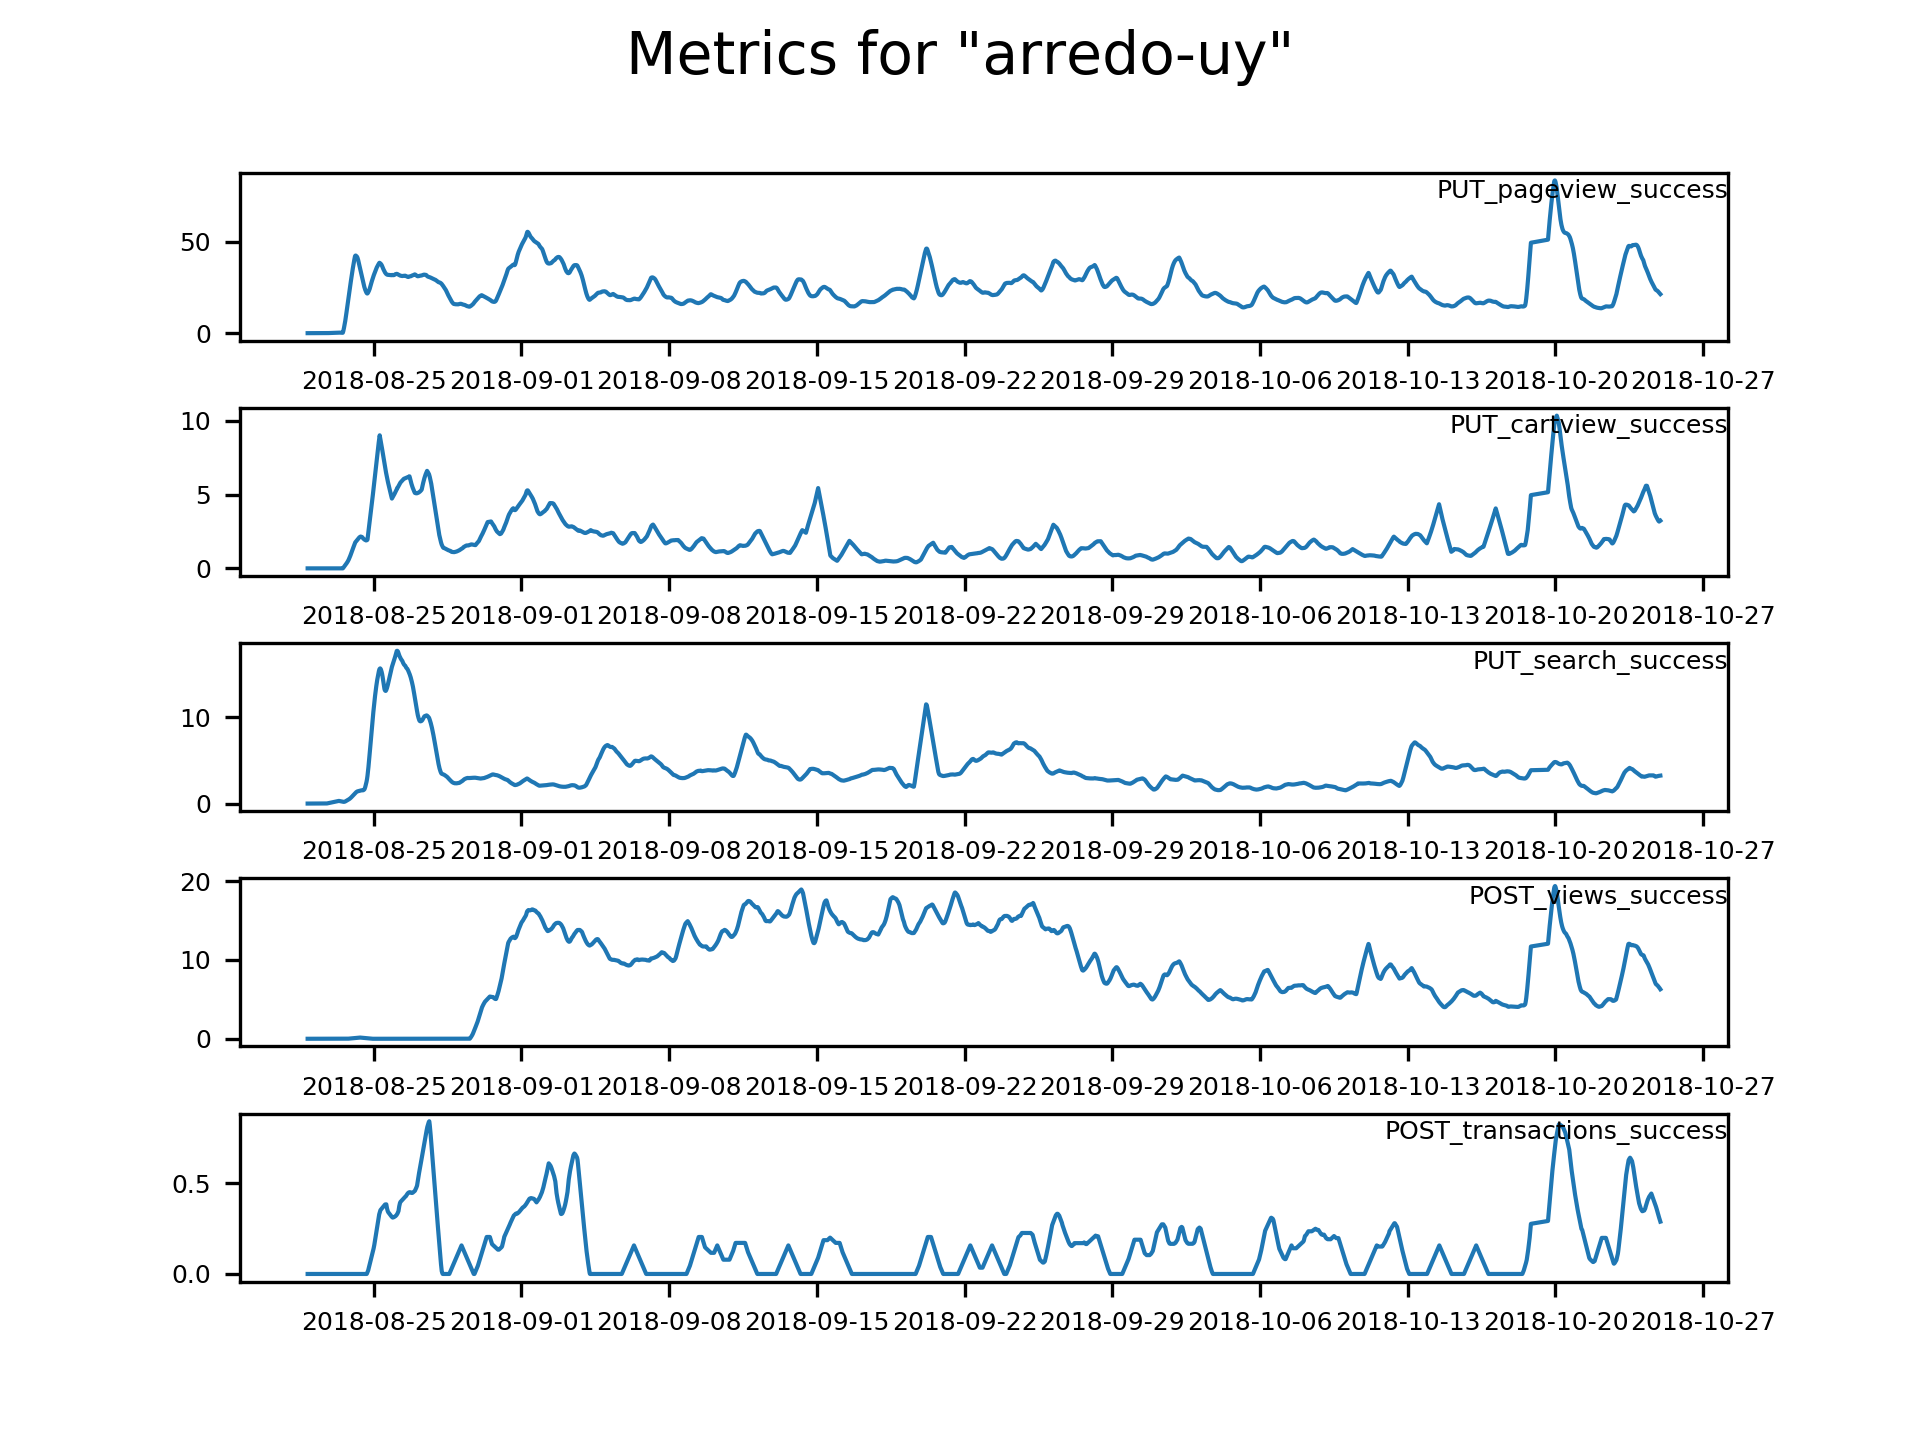 Metrics for "arredo-uy"
PUT_pageview_success
50
0
2018-08-25 2018-09-01 2018-09-08 2018-09-15 2018-09-22 2018-09-29 2018-10-06 2018-10-13 2018-10-20 2018-10-27
10
PUT_cartview_success
5
0
2018-08-25 2018-09-01 2018-09-08 2018-09-15 2018-09-22 2018-09-29 2018-10-06 2018-10-13 2018-10-20 2018-10-27
PUT_search_success
10
0
2018-08-25 2018-09-01 2018-09-08 2018-09-15 2018-09-22 2018-09-29 2018-10-06 2018-10-13 2018-10-20 2018-10-27
20
POST_views_success
10
0
2018-08-25 2018-09-01 2018-09-08 2018-09-15 2018-09-22 2018-09-29 2018-10-06 2018-10-13 2018-10-20 2018-10-27
POST_transactions_success
0.5
0.0
2018-08-25 2018-09-01 2018-09-08 2018-09-15 2018-09-22 2018-09-29 2018-10-06 2018-10-13 2018-10-20 2018-10-27